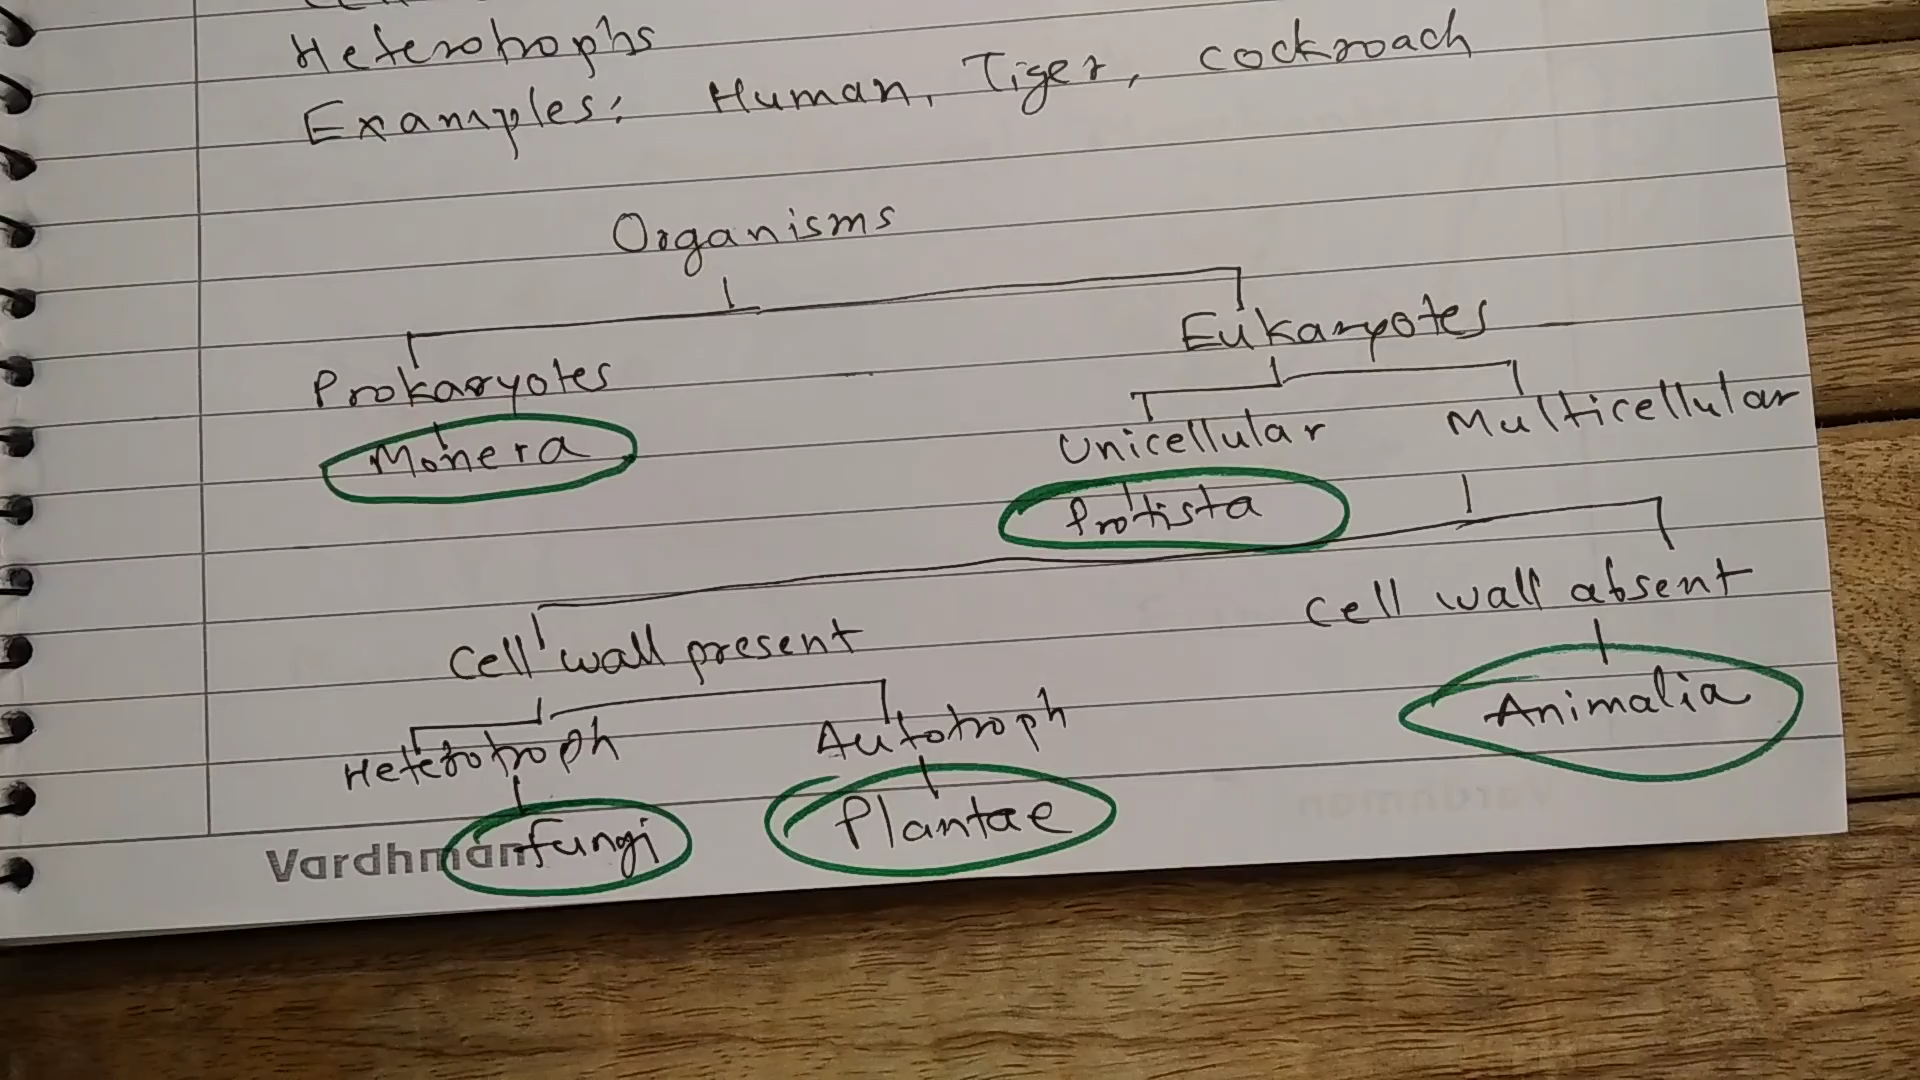 Heterotrophs
Examples: Human, Tiger, cockroach
Organisms
Prokaryotes
Eukaryotes
Monera
Unicellular
Multicellular
Protista
Cell wall present
Cell wall absent
Heterotroph
Autotroph
Animalia
Fungi
Plantae
Vardhman